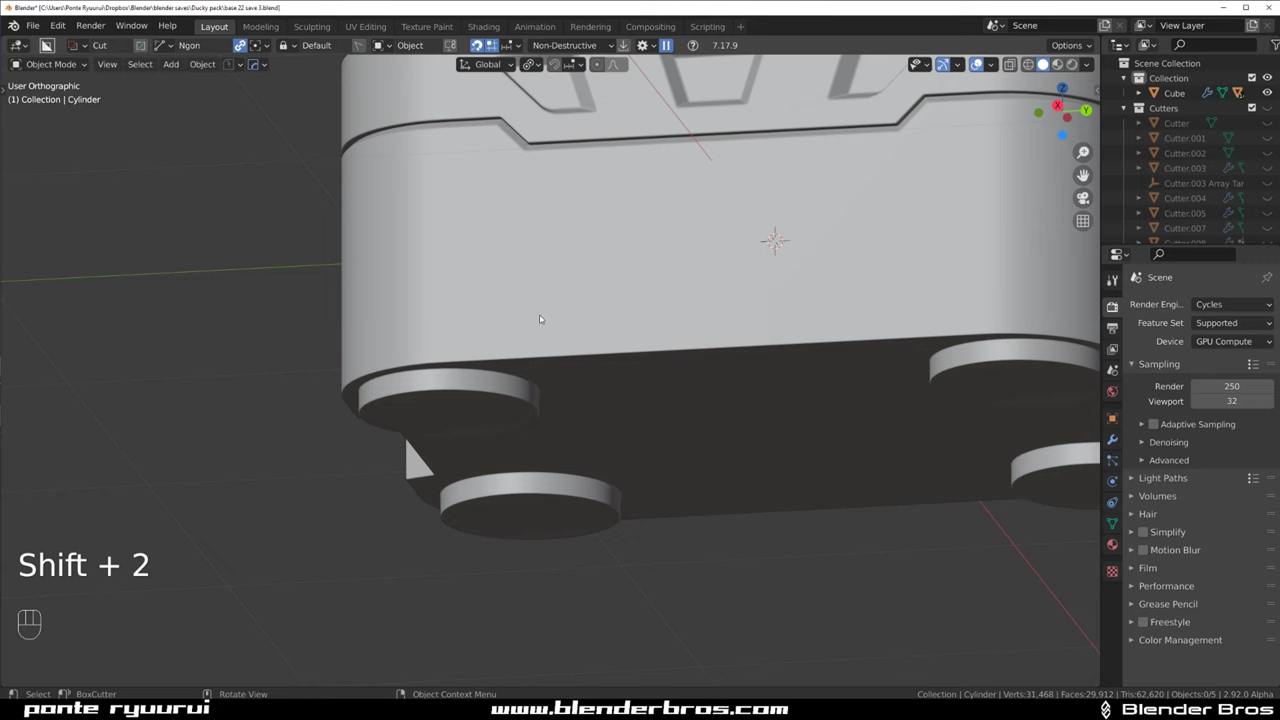 Blender* [C:\Users\Ponte Ryuurui\Dropbox\Blender\blender saves\Ducky pack\base 22 save 3.blend]
File Edit Render Window Help Layout Modeling Sculpting UV Editing Texture Paint Shading Animation Rendering Compositing Scripting + Scene View Layer
Cut Ngon Default Object Non-Destructive 7.17.9 Options
Object Mode View Select Add Object Global
User Orthographic
(1) Collection | Cylinder
Scene Collection
Collection
Cube
Cutters
Cutter
Cutter.001
Cutter.002
Cutter.003
Cutter.003 Array Tar
Cutter.004
Cutter.005
Cutter.007
X
Y
Z
Scene
Render Engi... Cycles
Feature Set Supported
Device GPU Compute
Sampling
Render 250
Viewport 32
Adaptive Sampling
Denoising
Advanced
Light Paths
Volumes
Hair
Simplify
Motion Blur
Film
Performance
Grease Pencil
Freestyle
Color Management
Shift + 2
Select BoxCutter Rotate View Object Context Menu Collection | Cylinder Verts:31,468 Faces:29,912 Tris:62,620 Objects:0/5 2.92.0 Alpha
ponte ryuurui www.blenderbros.com Blender Bros